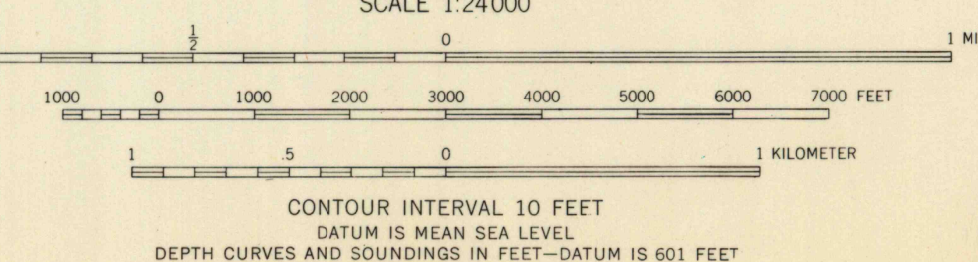 SCALE 1:24000
1/2 0 1 MI
1000 0 1000 2000 3000 4000 5000 6000 7000 FEET
1 .5 0 1 KILOMETER
CONTOUR INTERVAL 10 FEET
DATUM IS MEAN SEA LEVEL
DEPTH CURVES AND SOUNDINGS IN FEET—DATUM IS 601 FEET